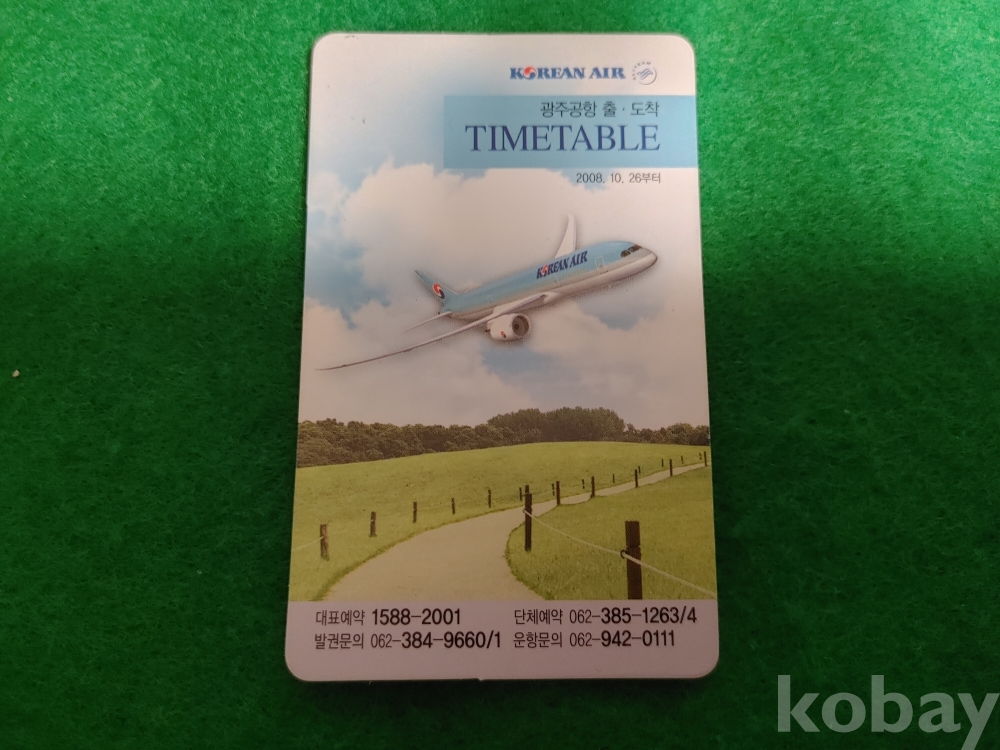 KOREAN AIR
광주공항 출·도착
TIMETABLE
2008. 10. 26부터
KOREAN AIR
대표예약 1588-2001 단체예약 062-385-1263/4
발권문의 062-384-9660/1 운항문의 062-942-0111
kobay